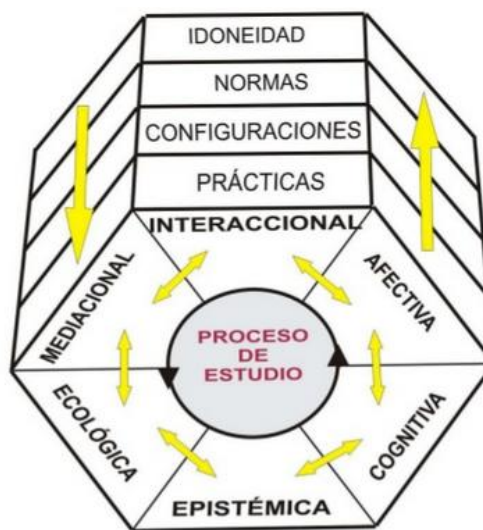 IDONEIDAD
NORMAS
CONFIGURACIONES
PRÁCTICAS
INTERACCIONAL
MEDIACIONAL
AFECTIVA
PROCESO
DE
ESTUDIO
ECOLÓGICA
COGNITIVA
EPISTÉMICA